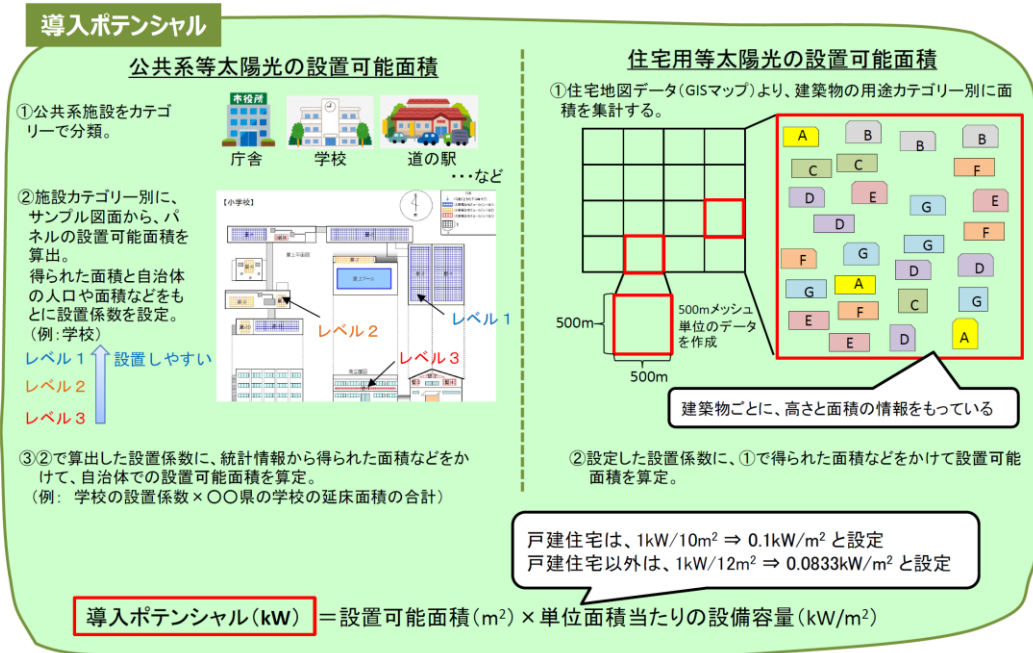 導入ポテンシャル
公共系等太陽光の設置可能面積
①公共系施設をカテゴ
リーで分類。
市役所
庁舎
学校
道の駅
・・・など
②施設カテゴリー別に、
サンプル図面から、パ
ネルの設置可能面積を
算出。
得られた面積と自治体
の人口や面積などをも
とに設置係数を設定。
(例:学校)
レベル1
設置しやすい
レベル2
レベル3
【小学校】
レベル2
レベル1
レベル3
③②で算出した設置係数に、統計情報から得られた面積などをか
けて、自治体での設置可能面積を算定。
(例: 学校の設置係数×〇〇県の学校の延床面積の合計)
住宅用等太陽光の設置可能面積
①住宅地図データ(GISマップ)より、建築物の用途カテゴリー別に面
積を集計する。
500m
500m
500mメッシュ
単位のデータ
を作成
A
B
B
B
C
C
F
D
E
G
E
D
G
F
F
G
D
D
G
A
C
G
E
F
E
D
A
建築物ごとに、高さと面積の情報をもっている
②設定した設置係数に、①で得られた面積などをかけて設置可能
面積を算定。
戸建住宅は、1kW/10m² ⇒ 0.1kW/m² と設定
戸建住宅以外は、1kW/12m² ⇒ 0.0833kW/m² と設定
導入ポテンシャル(kW) =設置可能面積(m²)×単位面積当たりの設備容量(kW/m²)